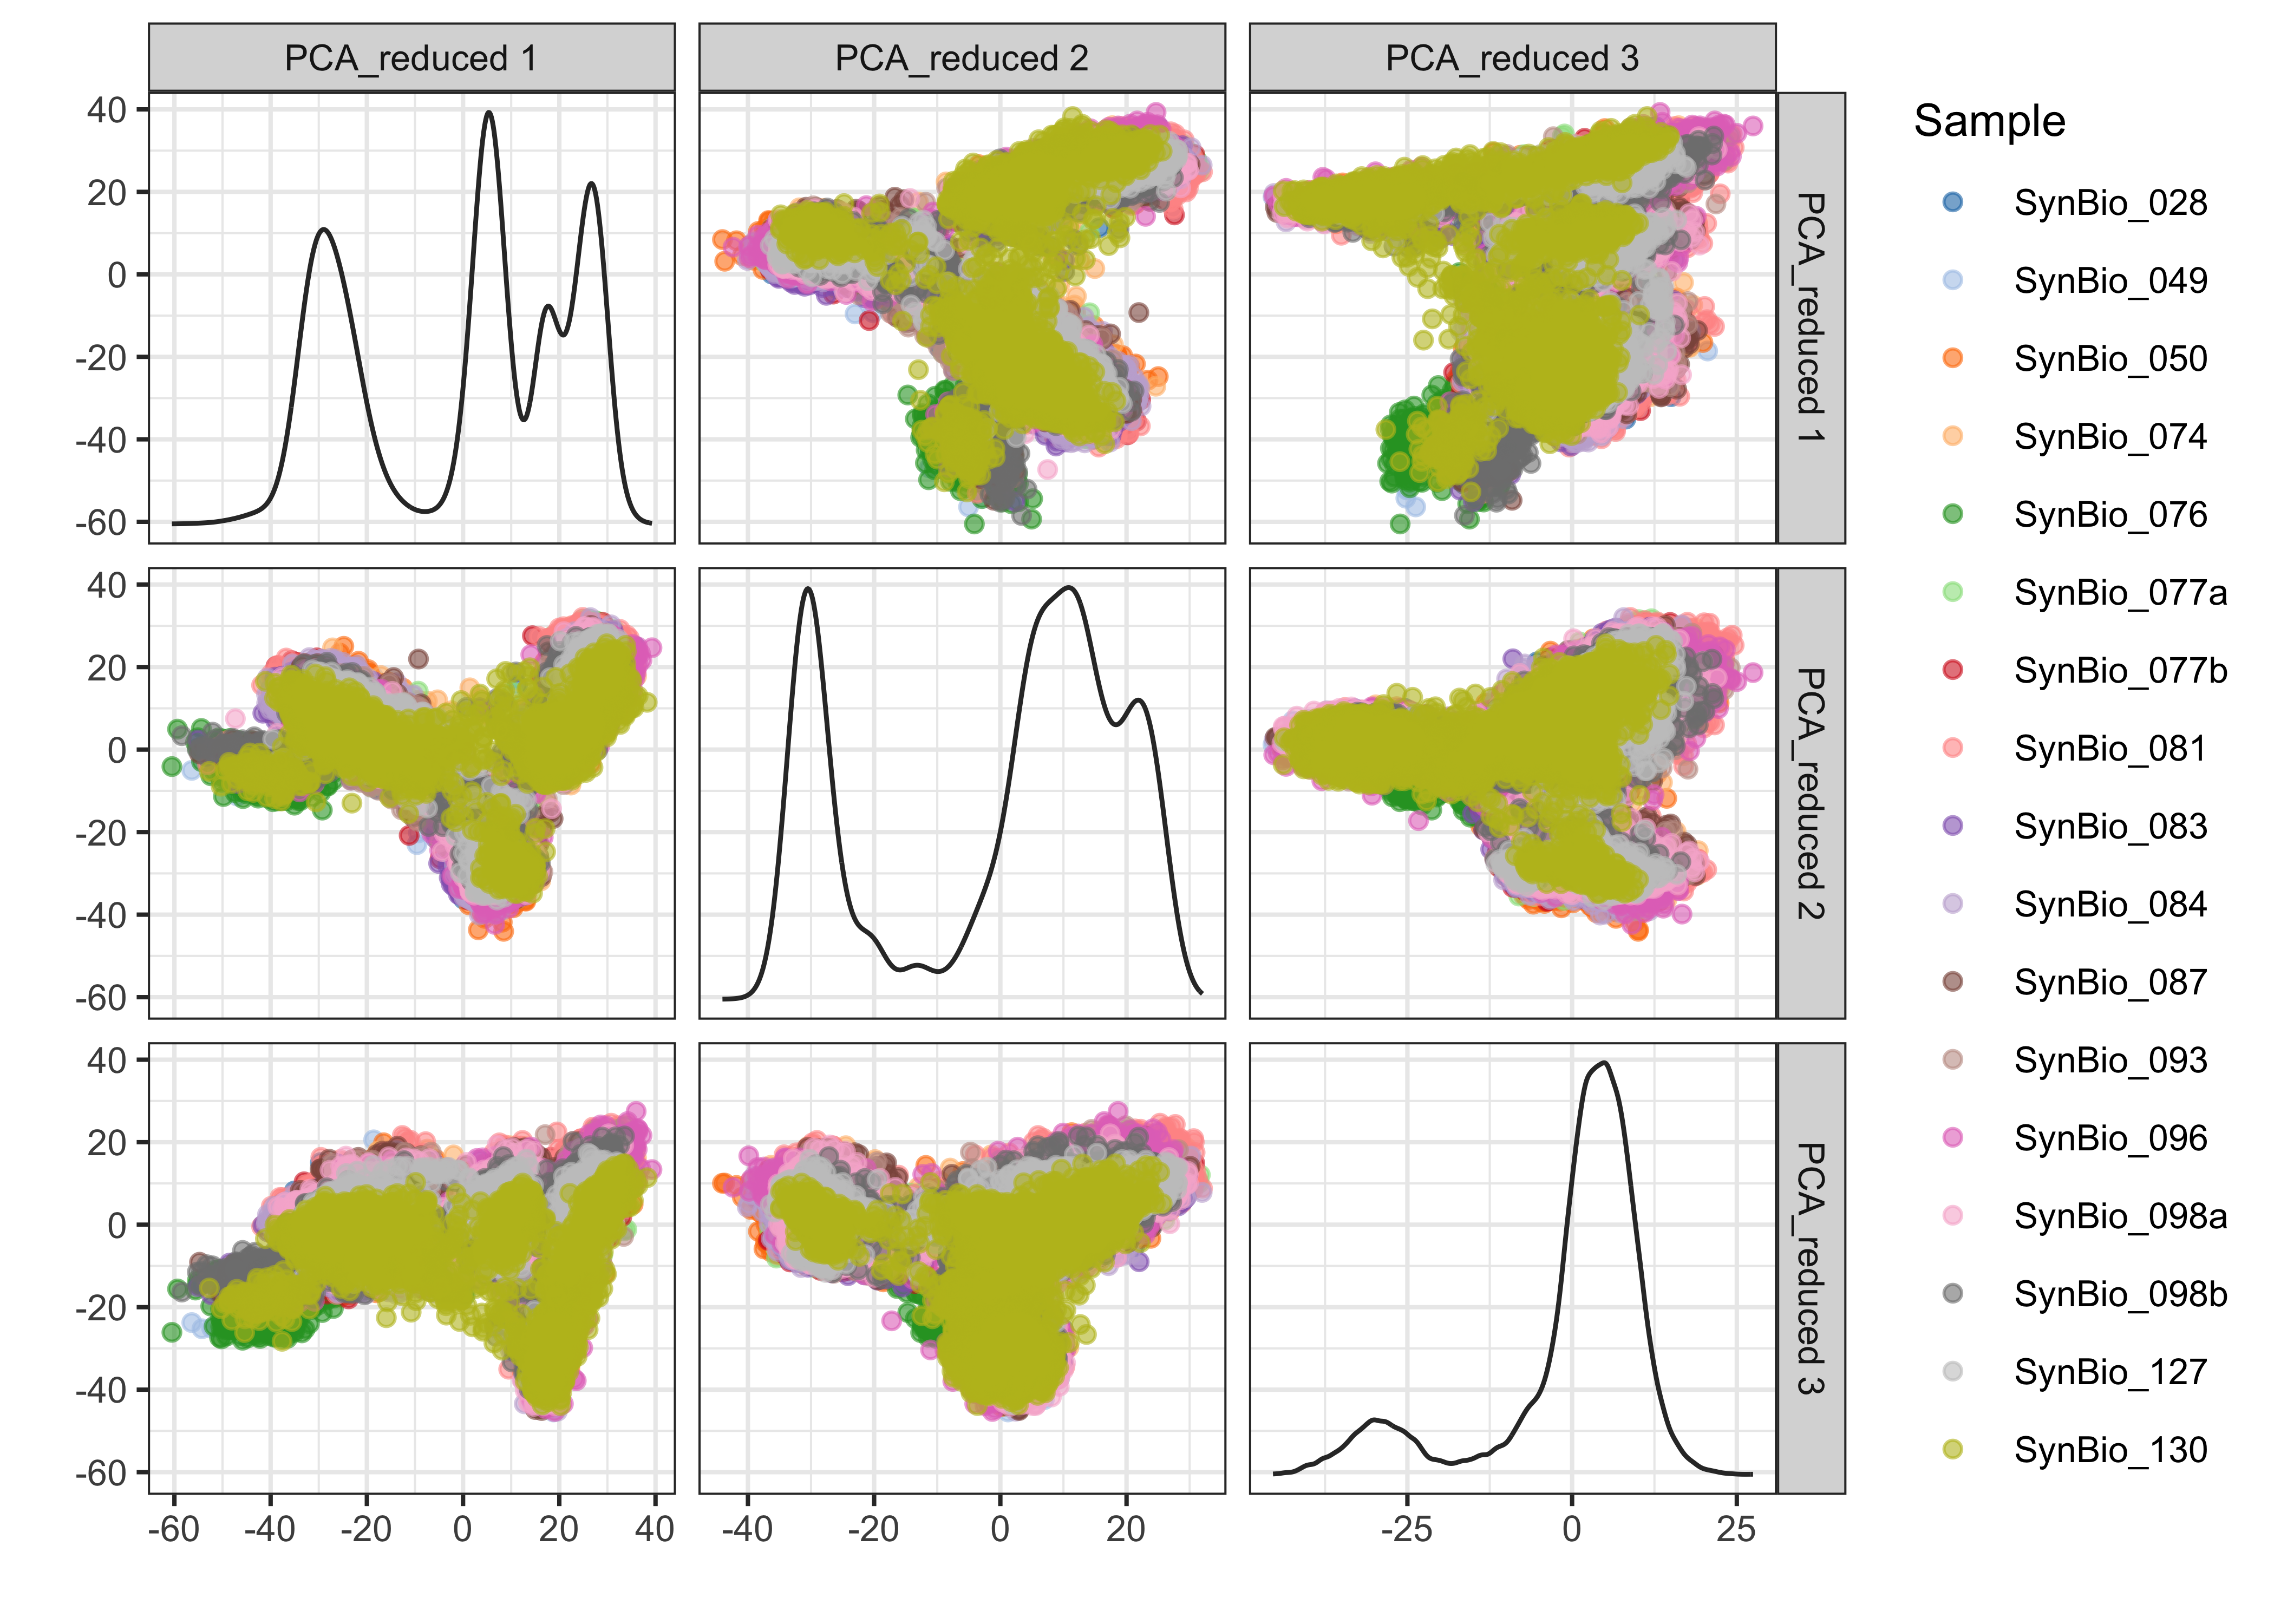 PCA_reduced 1
PCA_reduced 2
PCA_reduced 3
40
20
0
-20
-40
-60
PCA_reduced 1
40
20
0
-20
-40
-60
PCA_reduced 2
40
20
0
-20
-40
-60
PCA_reduced 3
-60 -40 -20 0 20 40
-40 -20 0 20
-25 0 25
Sample
SynBio_028
SynBio_049
SynBio_050
SynBio_074
SynBio_076
SynBio_077a
SynBio_077b
SynBio_081
SynBio_083
SynBio_084
SynBio_087
SynBio_093
SynBio_096
SynBio_098a
SynBio_098b
SynBio_127
SynBio_130